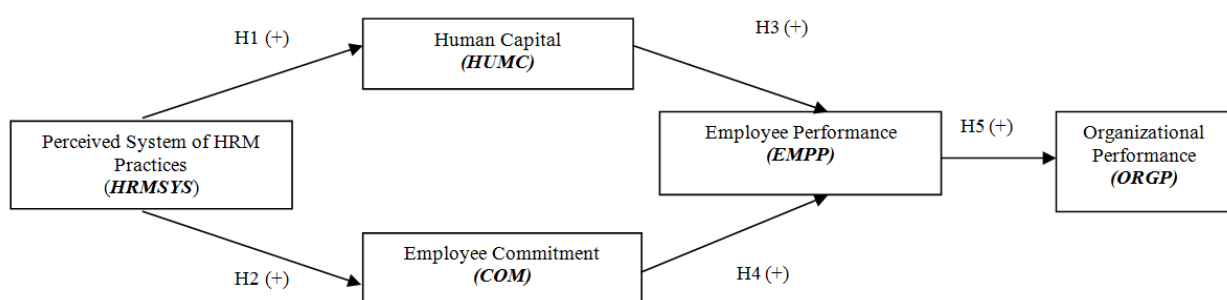 H1 (+)
Human Capital
(HUMC)
H3 (+)
Perceived System of HRM
Practices
(HRMSYS)
Employee Performance
(EMPP)
H5 (+)
Organizational
Performance
(ORGP)
H2 (+)
Employee Commitment
(COM)
H4 (+)